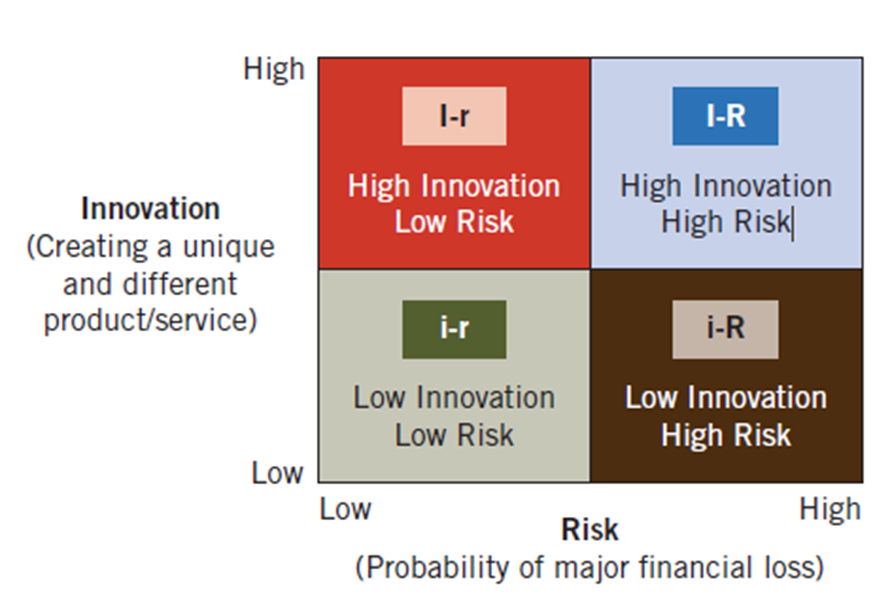 High
I-r
I-R
High Innovation
Low Risk
High Innovation
High Risk
Innovation
(Creating a unique
and different
product/service)
i-r
i-R
Low Innovation
Low Risk
Low Innovation
High Risk
Low
Low
High
Risk
(Probability of major financial loss)